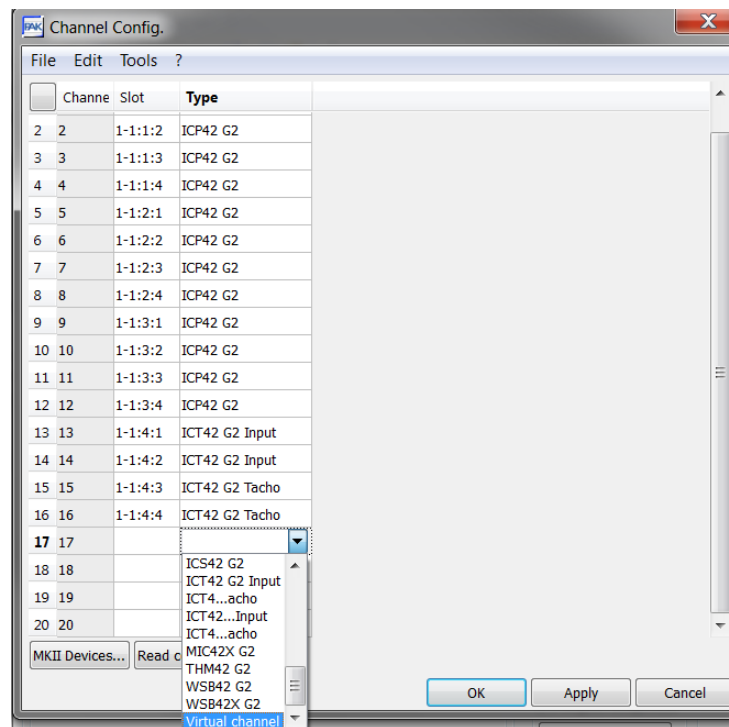 PAK Channel Config.
File Edit Tools ?
Channe Slot Type
2 2 1-1:1:2 ICP42 G2
3 3 1-1:1:3 ICP42 G2
4 4 1-1:1:4 ICP42 G2
5 5 1-1:2:1 ICP42 G2
6 6 1-1:2:2 ICP42 G2
7 7 1-1:2:3 ICP42 G2
8 8 1-1:2:4 ICP42 G2
9 9 1-1:3:1 ICP42 G2
10 10 1-1:3:2 ICP42 G2
11 11 1-1:3:3 ICP42 G2
12 12 1-1:3:4 ICP42 G2
13 13 1-1:4:1 ICT42 G2 Input
14 14 1-1:4:2 ICT42 G2 Input
15 15 1-1:4:3 ICT42 G2 Tacho
16 16 1-1:4:4 ICT42 G2 Tacho
17 17
18 18
19 19
20 20
ICS42 G2
ICT42 G2 Input
ICT4...acho
ICT42...Input
ICT4...acho
MIC42X G2
THM42 G2
WSB42 G2
WSB42X G2
Virtual channel
MKII Devices... Read c
OK Apply Cancel